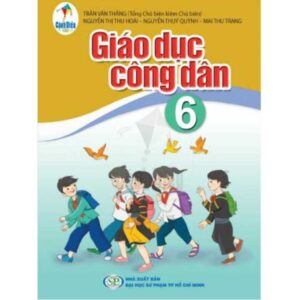 Cánh Diều
TRẦN VĂN THẮNG (Tổng Chủ biên kiêm Chủ biên)
NGUYỄN THỊ THU HOÀI – NGUYỄN THUÝ QUỲNH – MAI THU TRANG
Giáo dục
công dân
6
NHÀ XUẤT BẢN
ĐẠI HỌC SƯ PHẠM TP HỒ CHÍ MINH